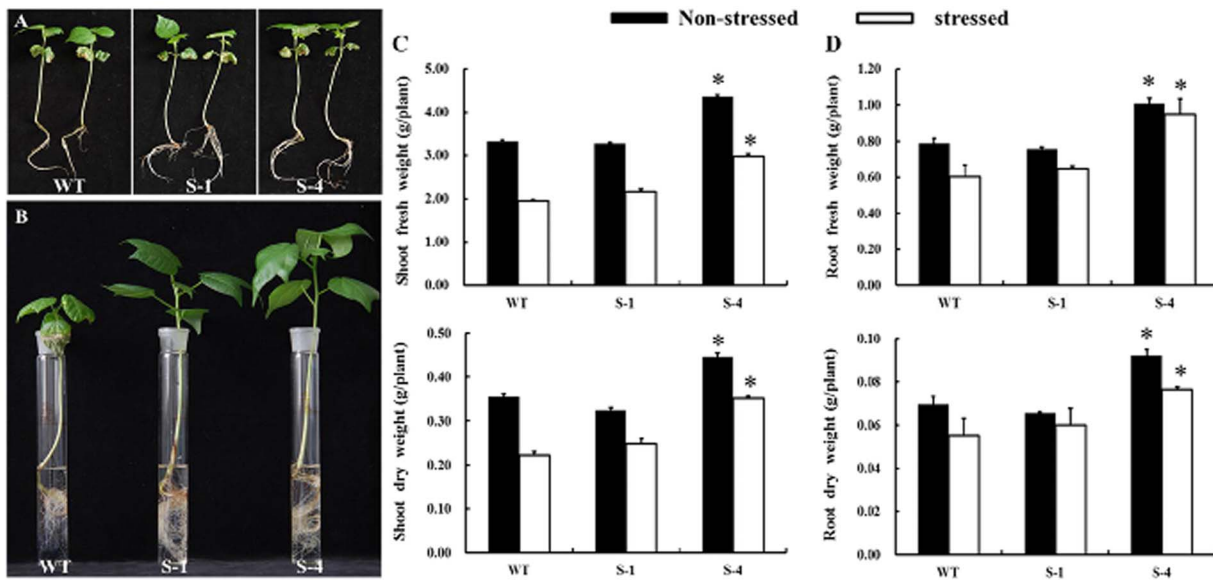 A
WT
S-1
S-4
B
WT
S-1
S-4
Non-stressed
stressed
C
Shoot fresh weight (g/plant)
5.00
4.00
3.00
2.00
1.00
0.00
*
*
WT
S-1
S-4
D
Root fresh weight (g/plant)
1.20
1.00
0.80
0.60
0.40
0.20
0.00
*
*
WT
S-1
S-4
Shoot dry weight (g/plant)
0.50
0.40
0.30
0.20
0.10
0.00
*
*
WT
S-1
S-4
Root dry weight (g/plant)
0.10
0.08
0.06
0.04
0.02
0.00
*
*
WT
S-1
S-4